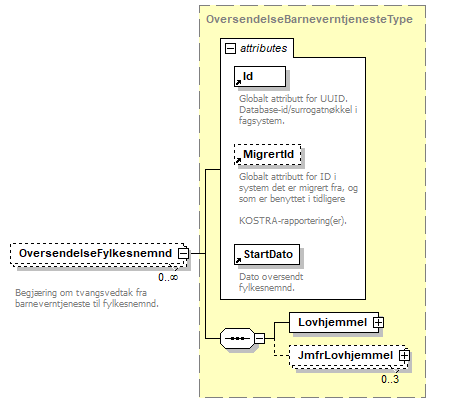 OversendelseBarneverntjenesteType
attributes
Id
Globalt attributt for UUID.
Database-id/surrogatnøkkel i
fagsystem.
MigrertId
Globalt attributt for ID i
system det er migrert fra, og
som er benyttet i tidligere
KOSTRA-rapportering(er).
StartDato
Dato oversendt
fylkesnemnd.
OversendelseFylkesnemnd
0..∞
Begjæring om tvangsvedtak fra
barneverntjeneste til fylkesnemnd.
Lovhjemmel
JmfrLovhjemmel
0..3